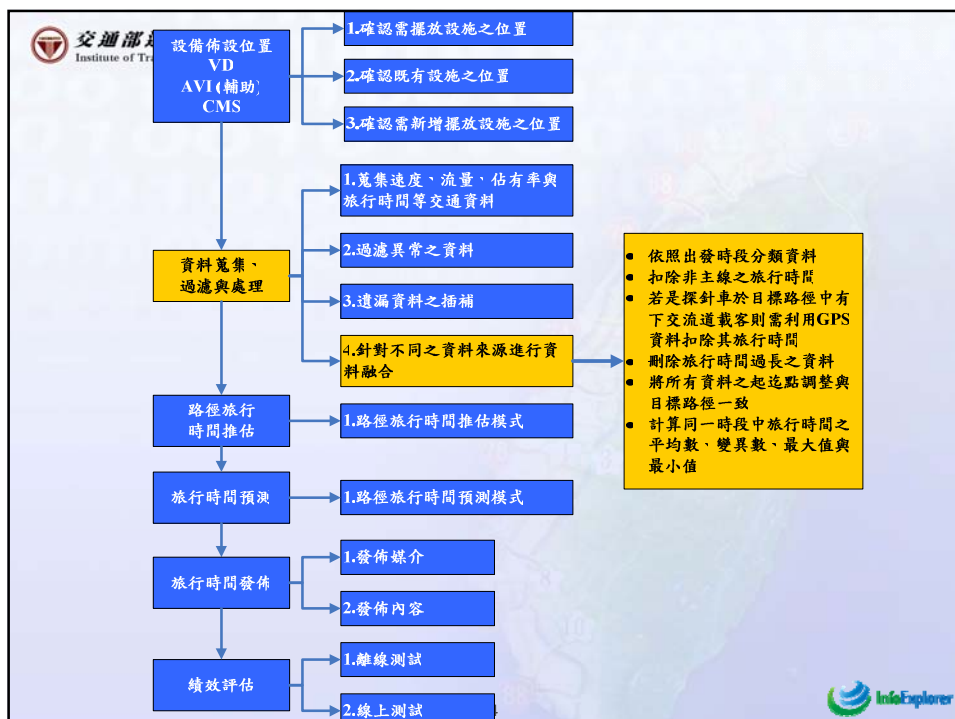 交通部運
Institute of Tra
設備佈設位置
VD
AVI(輔助)
CMS
1.確認需擺放設施之位置
2.確認既有設施之位置
3.確認需新增擺放設施之位置
資料蒐集、
過濾與處理
1.蒐集速度、流量、佔有率與
旅行時間等交通資料
2.過濾異常之資料
3.遺漏資料之插補
4.針對不同之資料來源進行資
料融合
• 依照出發時段分類資料
• 扣除非主線之旅行時間
• 若是探針車於目標路徑中有
下交流道載客則需利用GPS
資料扣除其旅行時間
• 刪除旅行時間過長之資料
• 將所有資料之起迄點調整與
目標路徑一致
• 計算同一時段中旅行時間之
平均數、變異數、最大值與
最小值
路徑旅行
時間推估
1.路徑旅行時間推估模式
旅行時間預測
1.路徑旅行時間預測模式
旅行時間發佈
1.發佈媒介
2.發佈內容
績效評估
1.離線測試
2.線上測試
InfoExplorer